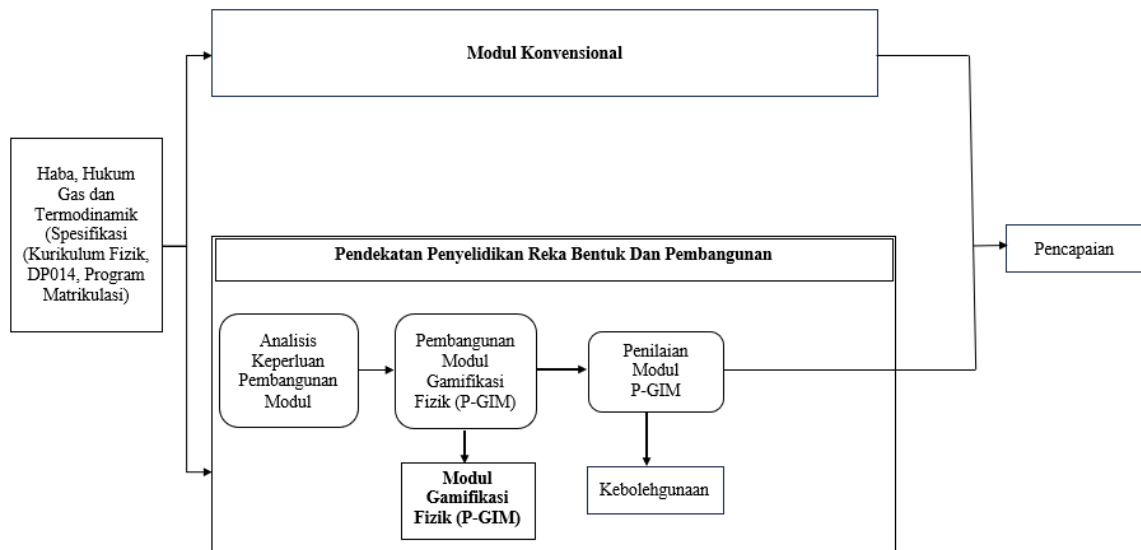 Modul Konvensional
Haba, Hukum
Gas dan
Termodinamik
(Spesifikasi
(Kurikulum Fizik,
DP014, Program
Matrikulasi)
Pendekatan Penyelidikan Reka Bentuk Dan Pembangunan
Analisis
Keperluan
Pembangunan
Modul
Pembangunan
Modul
Gamifikasi
Fizik (P-GIM)
Penilaian
Modul
P-GIM
Modul
Gamifikasi
Fizik (P-GIM)
Kebolehgunaan
Pencapaian